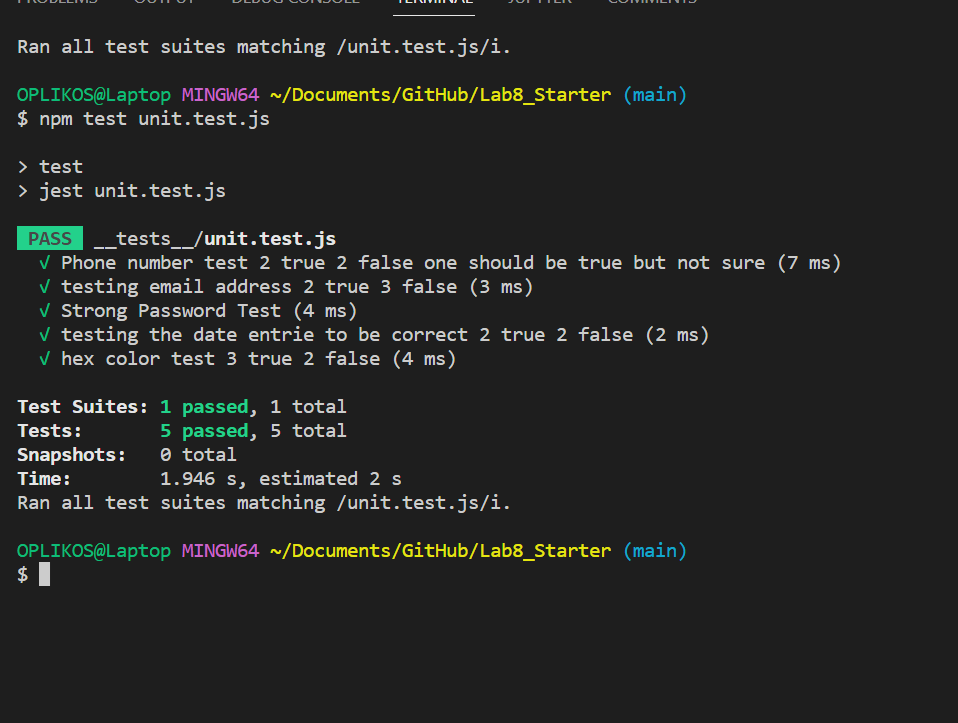 PROBLEMS OUTPUT DEBUG CONSOLE TERMINAL JUPYTER COMMENTS
Ran all test suites matching /unit.test.js/i.
OPLIKOS@Laptop MINGW64 ~/Documents/GitHub/Lab8_Starter (main)
$ npm test unit.test.js
> test
> jest unit.test.js
PASS __tests__/unit.test.js
√ Phone number test 2 true 2 false one should be true but not sure (7 ms)
√ testing email address 2 true 3 false (3 ms)
√ Strong Password Test (4 ms)
√ testing the date entrie to be correct 2 true 2 false (2 ms)
√ hex color test 3 true 2 false (4 ms)
Test Suites: 1 passed, 1 total
Tests: 5 passed, 5 total
Snapshots: 0 total
Time: 1.946 s, estimated 2 s
Ran all test suites matching /unit.test.js/i.
OPLIKOS@Laptop MINGW64 ~/Documents/GitHub/Lab8_Starter (main)
$